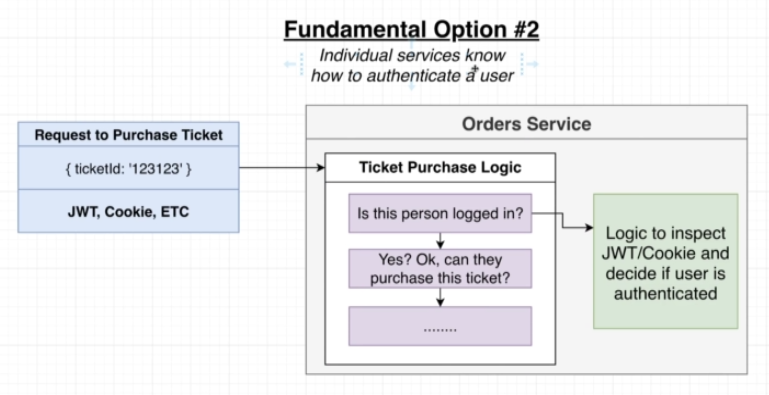 Fundamental Option #2
Individual services know
how to authenticate a user
Orders Service
Request to Purchase Ticket
{ ticketId: '123123' }
JWT, Cookie, ETC
Ticket Purchase Logic
Is this person logged in?
Yes? Ok, can they
purchase this ticket?
........
Logic to inspect
JWT/Cookie and
decide if user is
authenticated